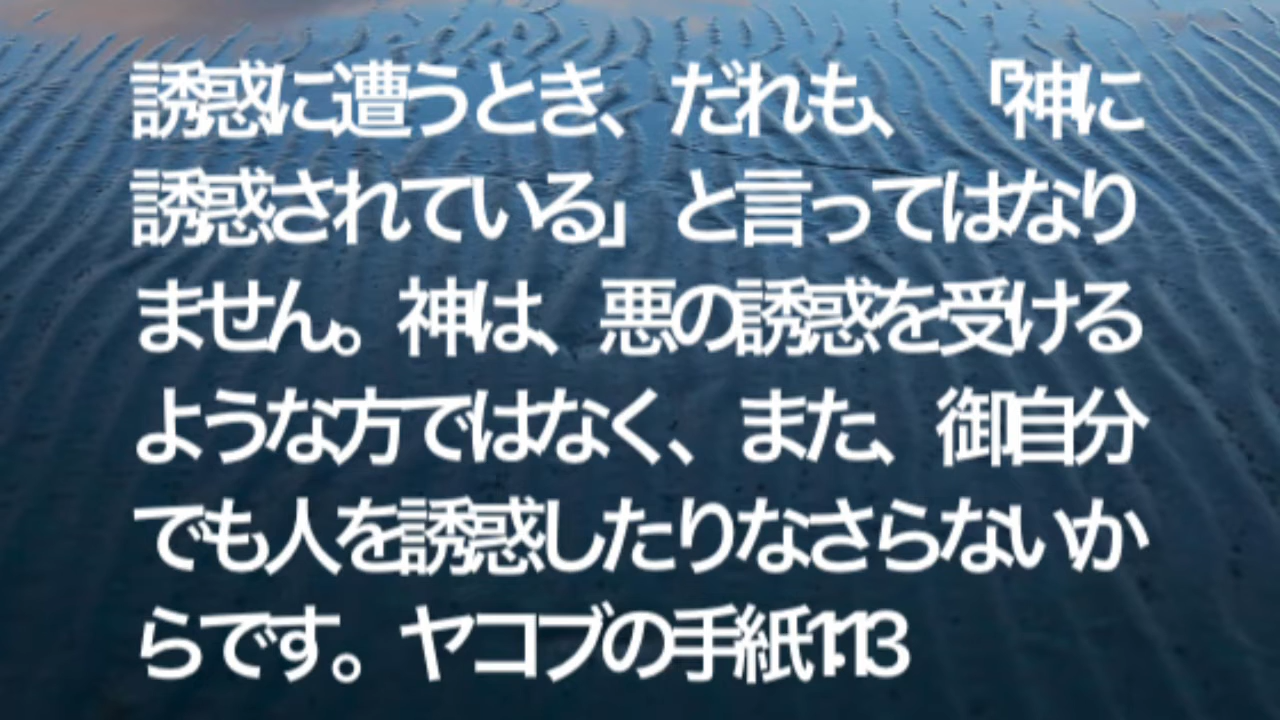 誘惑に遭うとき、だれも、「神に
誘惑されている」と言ってはなり
ません。神は、悪の誘惑を受ける
ような方ではなく、また、御自分
でも人を誘惑したりなさらないか
らです。ヤコブの手紙1:13